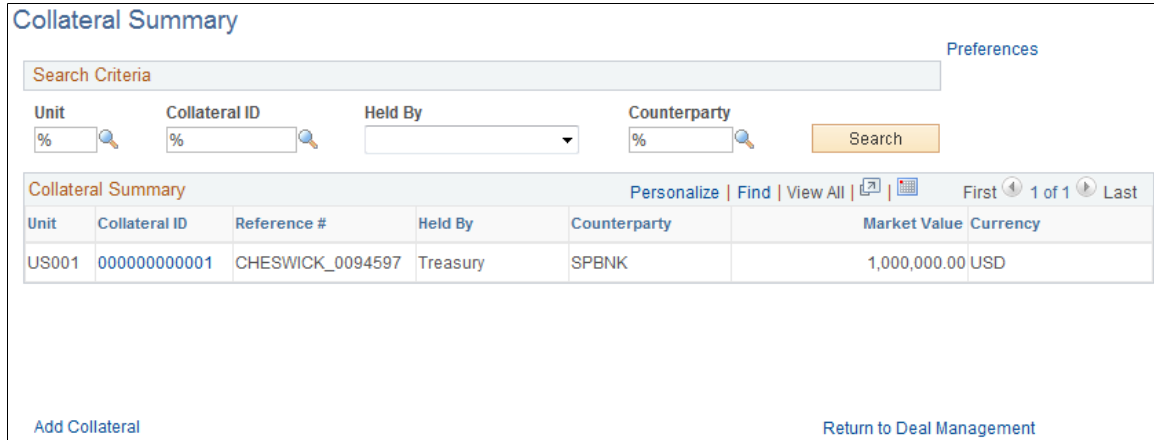 Collateral Summary
Preferences
Search Criteria
Unit Collateral ID Held By Counterparty
% % % Search
Collateral Summary Personalize | Find | View All | | First 1 of 1 Last
Unit Collateral ID Reference # Held By Counterparty Market Value Currency
US001 000000000001 CHESWICK_0094597 Treasury SPBNK 1,000,000.00 USD
Add Collateral Return to Deal Management